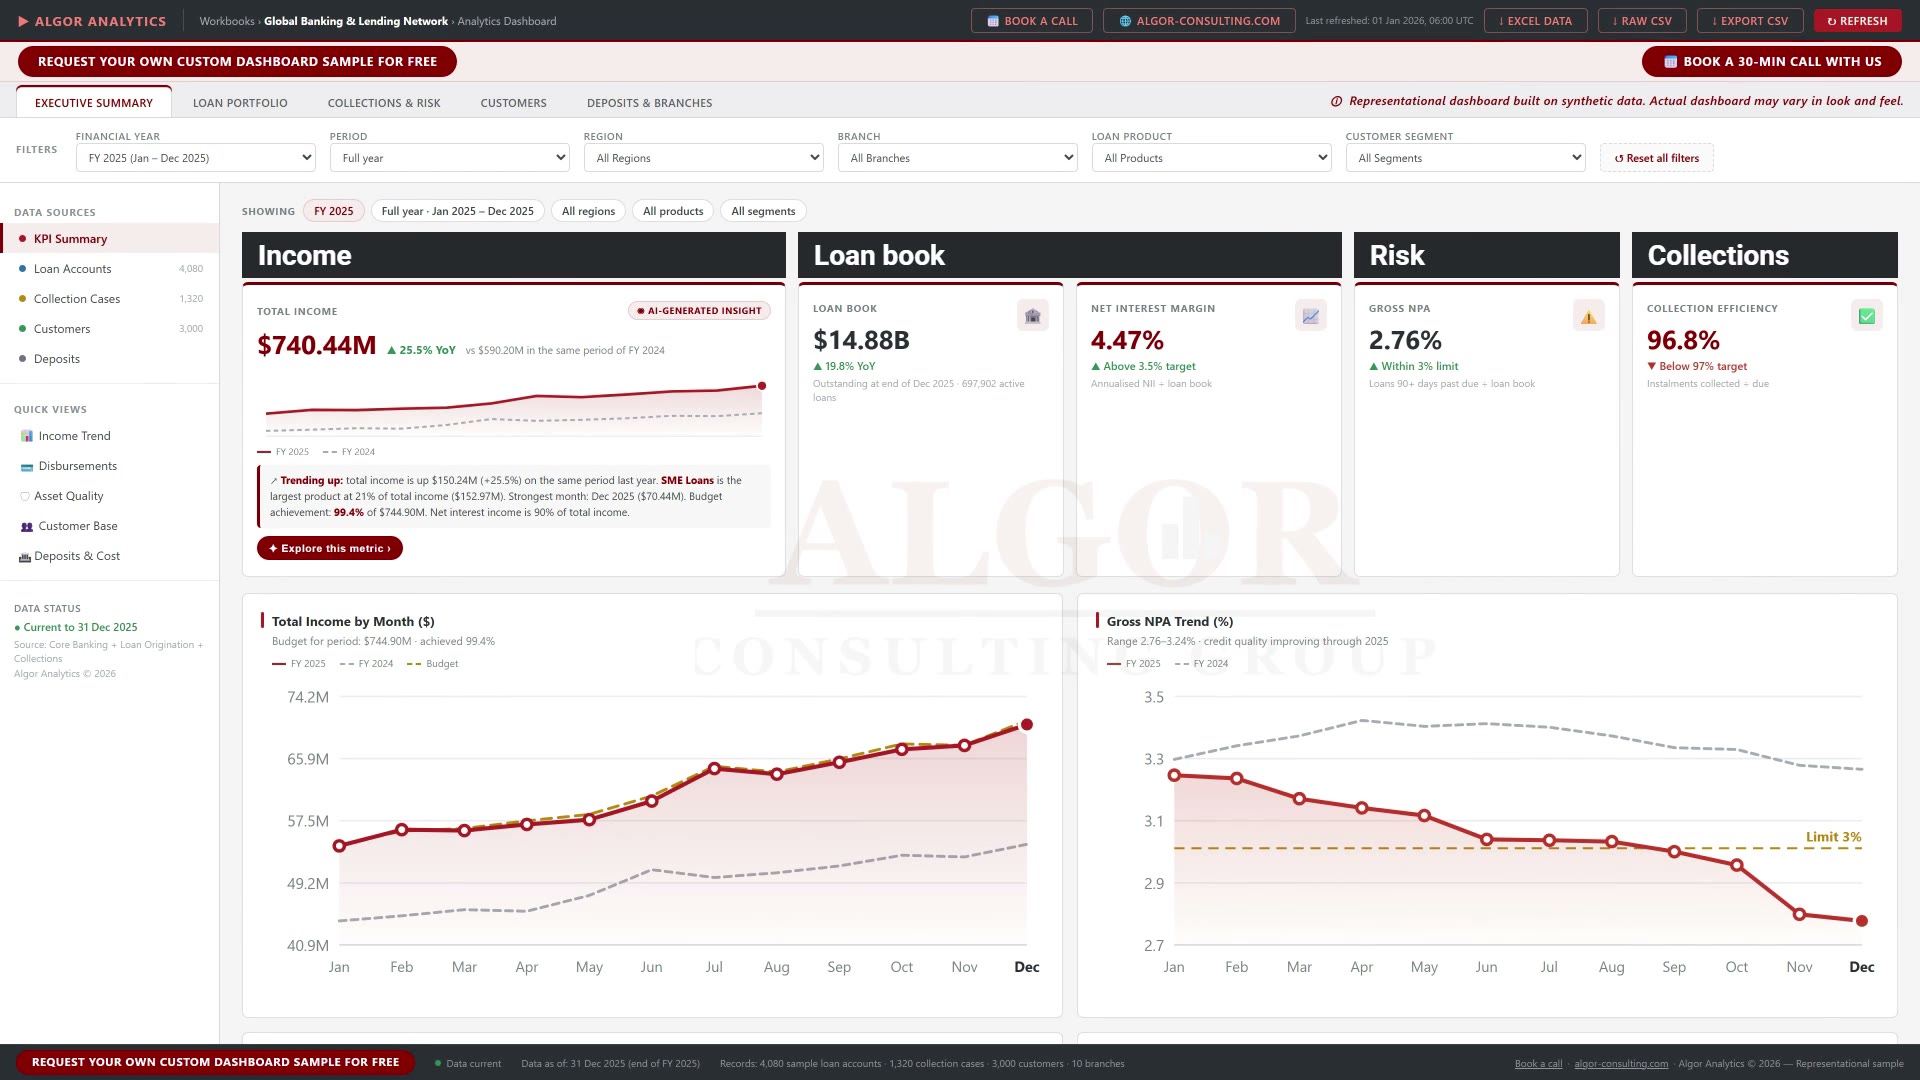 ▶ ALGOR ANALYTICS
Workbooks › Global Banking & Lending Network › Analytics Dashboard
BOOK A CALL
ALGOR-CONSULTING.COM
Last refreshed: 01 Jan 2026, 06:00 UTC
↓ EXCEL DATA
↓ RAW CSV
↓ EXPORT CSV
↻ REFRESH
REQUEST YOUR OWN CUSTOM DASHBOARD SAMPLE FOR FREE
BOOK A 30-MIN CALL WITH US
EXECUTIVE SUMMARY
LOAN PORTFOLIO
COLLECTIONS & RISK
CUSTOMERS
DEPOSITS & BRANCHES
ⓘ Representational dashboard built on synthetic data. Actual dashboard may vary in look and feel.
FILTERS
FINANCIAL YEAR
FY 2025 (Jan – Dec 2025)
PERIOD
Full year
REGION
All Regions
BRANCH
All Branches
LOAN PRODUCT
All Products
CUSTOMER SEGMENT
All Segments
↺ Reset all filters
DATA SOURCES
KPI Summary
Loan Accounts 4,080
Collection Cases 1,320
Customers 3,000
Deposits
QUICK VIEWS
Income Trend
Disbursements
Asset Quality
Customer Base
Deposits & Cost
DATA STATUS
● Current to 31 Dec 2025
Source: Core Banking + Loan Origination +
Collections
Algor Analytics © 2026
SHOWING
FY 2025
Full year · Jan 2025 – Dec 2025
All regions
All products
All segments
Income
TOTAL INCOME
AI-GENERATED INSIGHT
$740.44M ▲ 25.5% YoY vs $590.20M in the same period of FY 2024
FY 2025 FY 2024
↗ Trending up: total income is up $150.24M (+25.5%) on the same period last year. SME Loans is the
largest product at 21% of total income ($152.97M). Strongest month: Dec 2025 ($70.44M). Budget
achievement: 99.4% of $744.90M. Net interest income is 90% of total income.
✦ Explore this metric ›
Loan book
LOAN BOOK
$14.88B
▲ 19.8% YoY
Outstanding at end of Dec 2025 · 697,902 active
loans
NET INTEREST MARGIN
4.47%
▲ Above 3.5% target
Annualised NII ÷ loan book
Risk
GROSS NPA
2.76%
▲ Within 3% limit
Loans 90+ days past due ÷ loan book
Collections
COLLECTION EFFICIENCY
96.8%
▼ Below 97% target
Instalments collected ÷ due
ALGOR
CONSULTING GROUP
Total Income by Month ($)
Budget for period: $744.90M · achieved 99.4%
FY 2025 FY 2024 Budget
74.2M
65.9M
57.5M
49.2M
40.9M
Jan Feb Mar Apr May Jun Jul Aug Sep Oct Nov Dec
Gross NPA Trend (%)
Range 2.76–3.24% · credit quality improving through 2025
FY 2025 FY 2024
3.5
3.3
3.1
Limit 3%
2.9
2.7
Jan Feb Mar Apr May Jun Jul Aug Sep Oct Nov Dec
REQUEST YOUR OWN CUSTOM DASHBOARD SAMPLE FOR FREE
● Data current
Data as of: 31 Dec 2025 (end of FY 2025)
Records: 4,080 sample loan accounts · 1,320 collection cases · 3,000 customers · 10 branches
Book a call · algor-consulting.com · Algor Analytics © 2026 — Representational sample